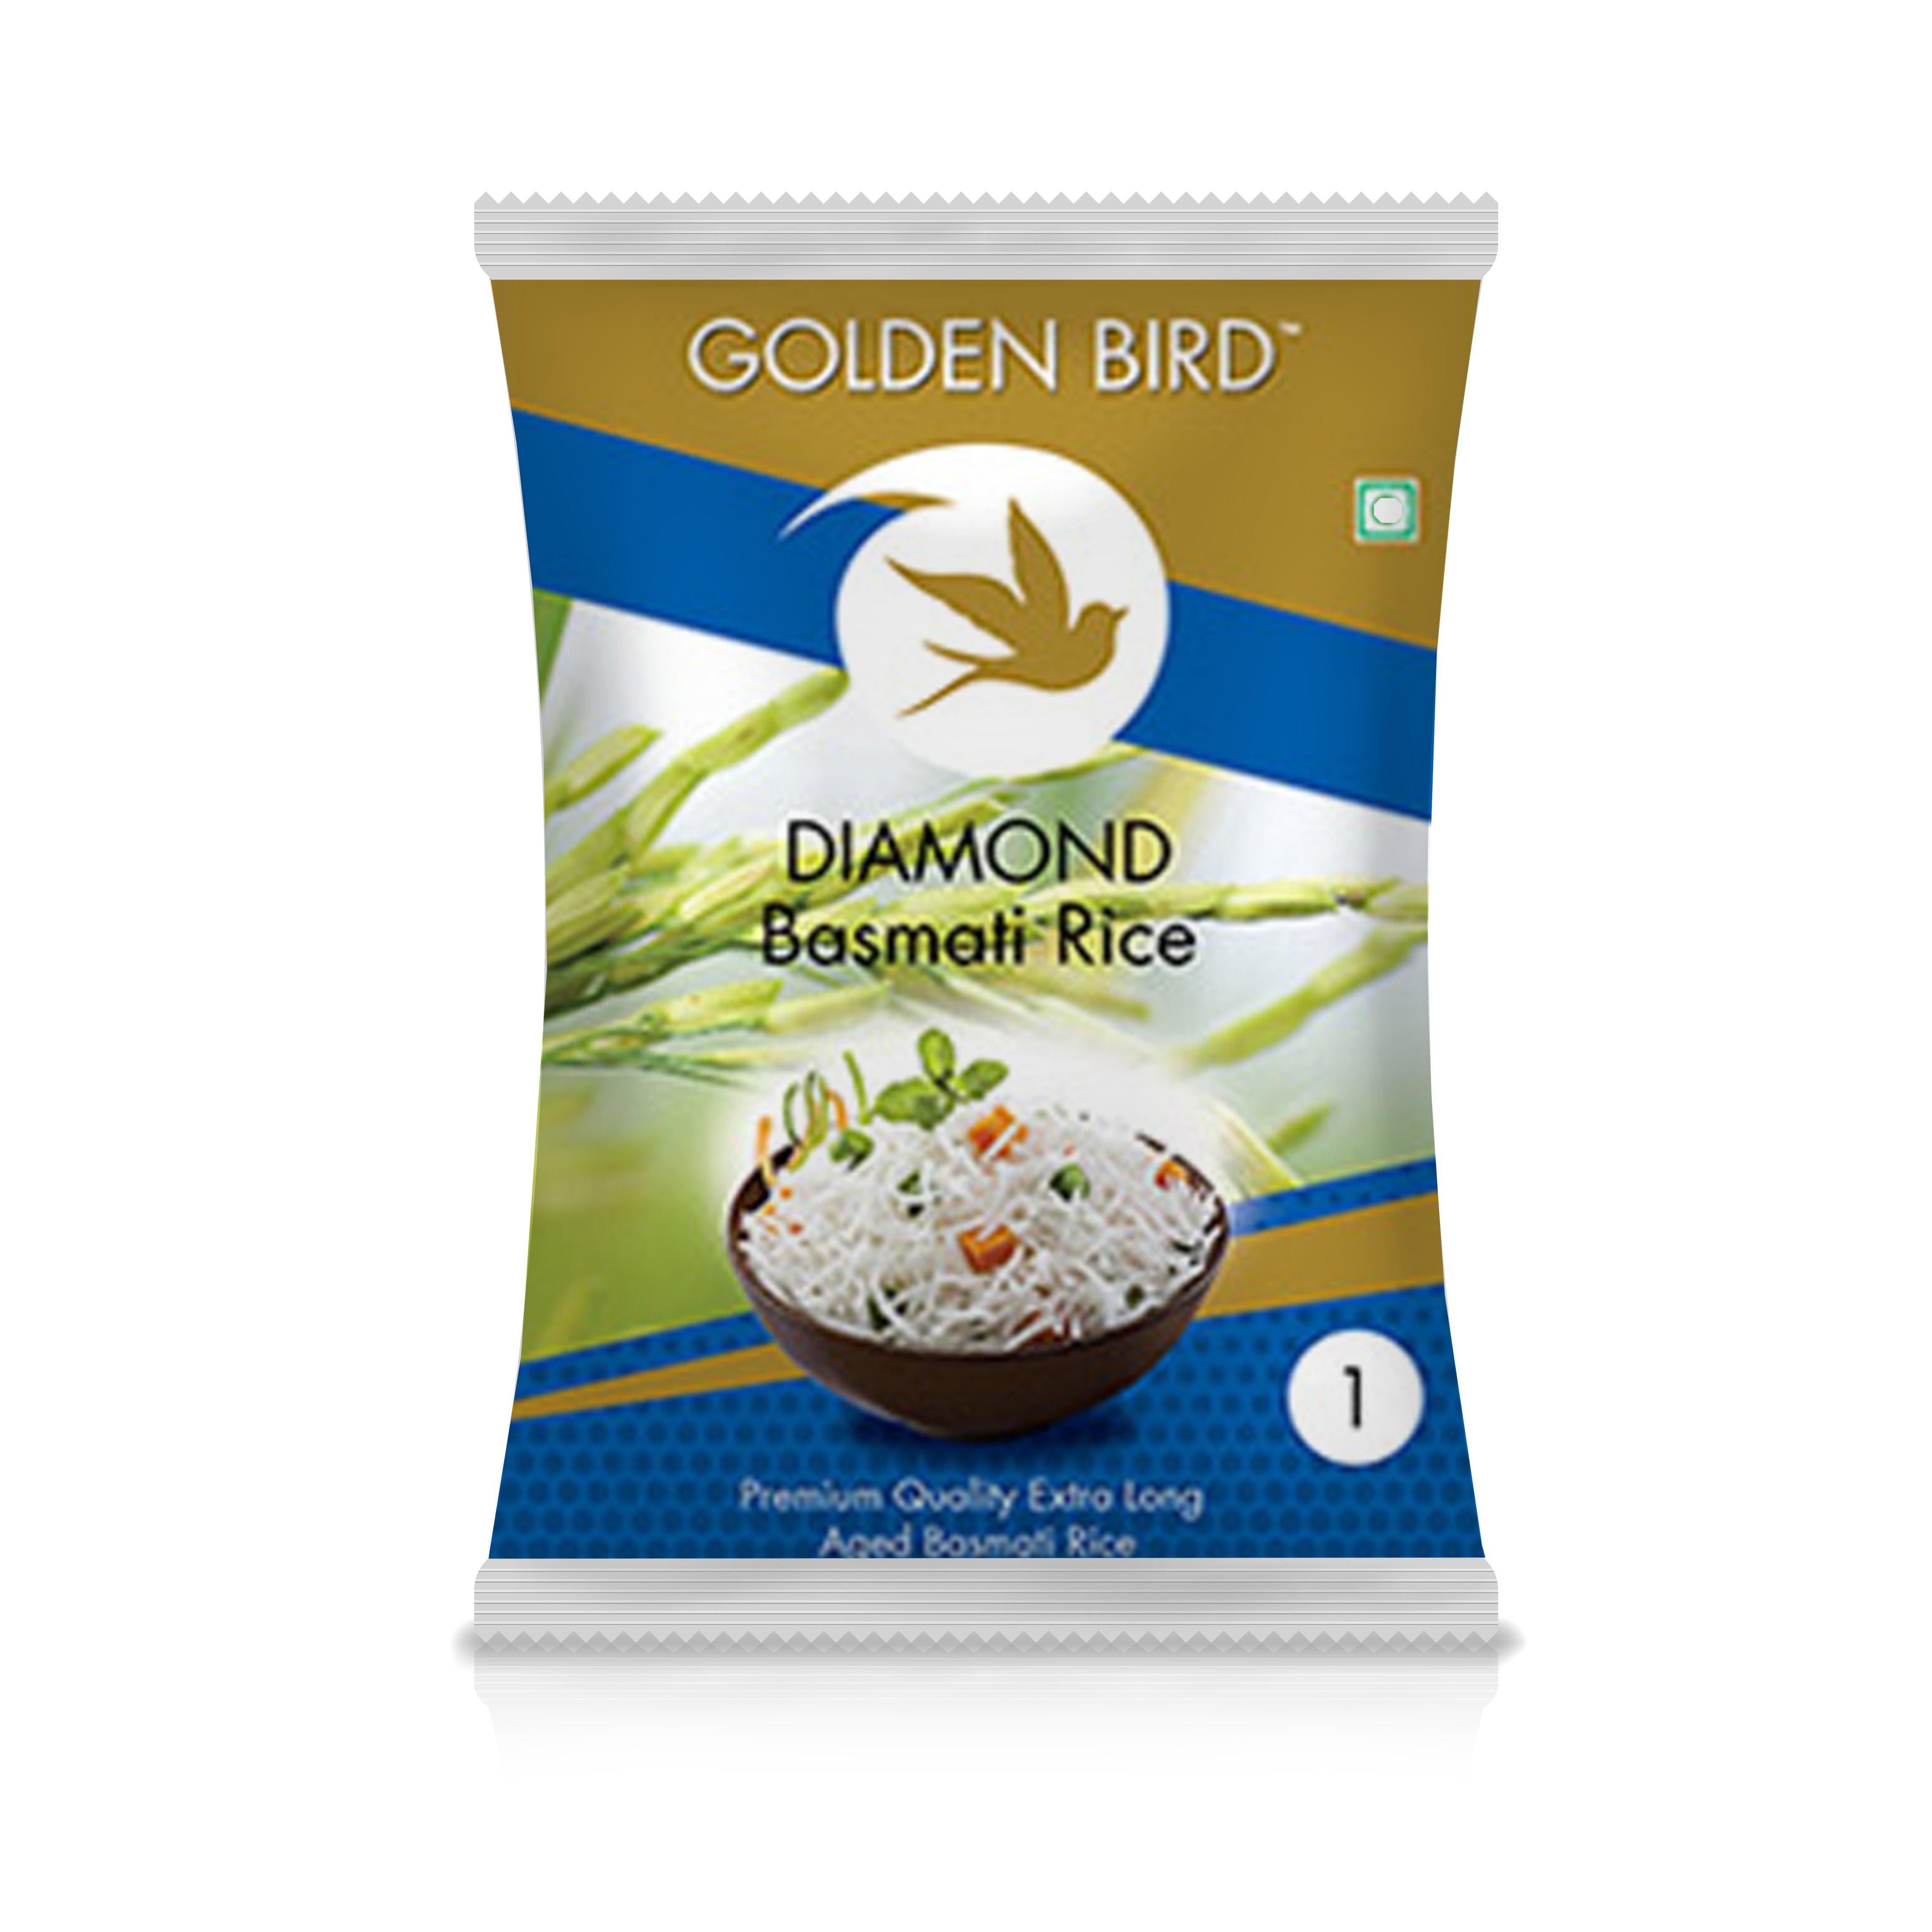 GOLDEN BIRD™
DIAMOND
Basmati Rice
1
Premium Quality Extra Long
Aged Basmati Rice